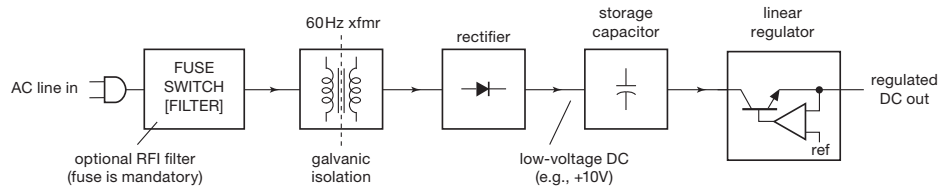 AC line in
FUSE
SWITCH
[FILTER]
optional RFI filter
(fuse is mandatory)
60Hz xfmr
galvanic
isolation
rectifier
low-voltage DC
(e.g., +10V)
storage
capacitor
linear
regulator
ref
regulated
DC out